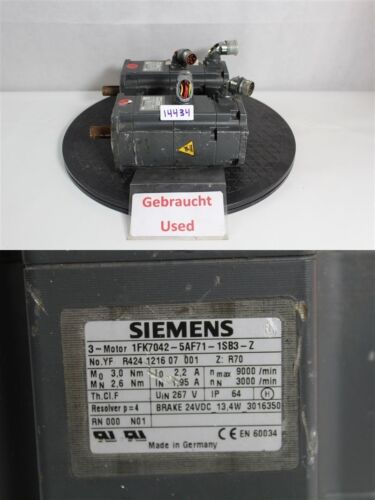 14434
Gebraucht
Used
SIEMENS
3~Motor 1FK7042-5AF71-1SB3-Z
No.YF R424 1216 07 001 Z: R70
M0 3,0 Nm I0 2,2 A nmax 9000 /min
MN 2,6 Nm IN 1,95 A nN 3000 /min
Th.Cl.F UIN 267 V IP 64 H
Resolver p=4 BRAKE 24VDC 13,4W 3016350
RN 000 N01
CE EN 60034
Made in Germany